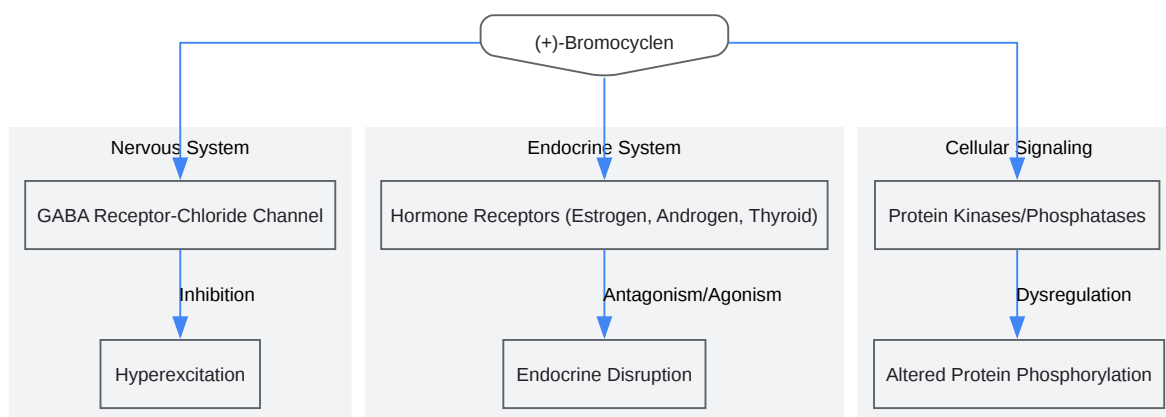 (+)-Bromocyclen
Nervous System
Endocrine System
Cellular Signaling
GABA Receptor-Chloride Channel
Hormone Receptors (Estrogen, Androgen, Thyroid)
Protein Kinases/Phosphatases
Inhibition
Antagonism/Agonism
Dysregulation
Hyperexcitation
Endocrine Disruption
Altered Protein Phosphorylation